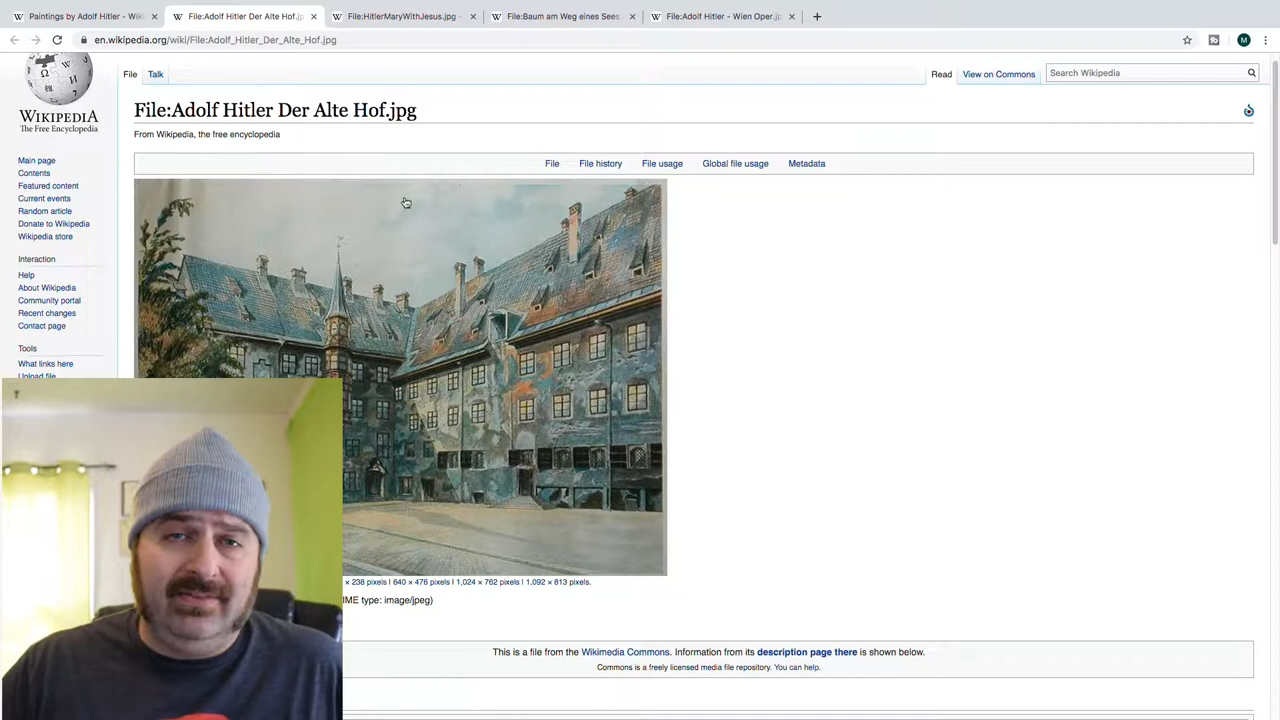 Paintings by Adolf Hitler - Wiki
File:Adolf Hitler Der Alte Hof.jp
File:HitlerMaryWithJesus.jpg -
File:Baum am Weg eines Sees.
File:Adolf Hitler - Wien Oper.jp
en.wikipedia.org/wiki/File:Adolf_Hitler_Der_Alte_Hof.jpg
M
File
Talk
Read
View on Commons
Search Wikipedia
WIKIPEDIA
The Free Encyclopedia
Main page
Contents
Featured content
Current events
Random article
Donate to Wikipedia
Wikipedia store
Interaction
Help
About Wikipedia
Community portal
Recent changes
Contact page
Tools
What links here
Upload file
File:Adolf Hitler Der Alte Hof.jpg
From Wikipedia, the free encyclopedia
File File history File usage Global file usage Metadata
× 238 pixels | 640 × 476 pixels | 1,024 × 762 pixels | 1,092 × 813 pixels.
IME type: image/jpeg)
This is a file from the Wikimedia Commons. Information from its description page there is shown below.
Commons is a freely licensed media file repository. You can help.